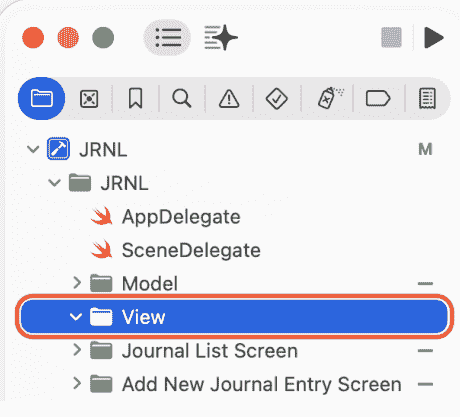 JRNL M
JRNL
AppDelegate
SceneDelegate
Model
View
Journal List Screen
Add New Journal Entry Screen